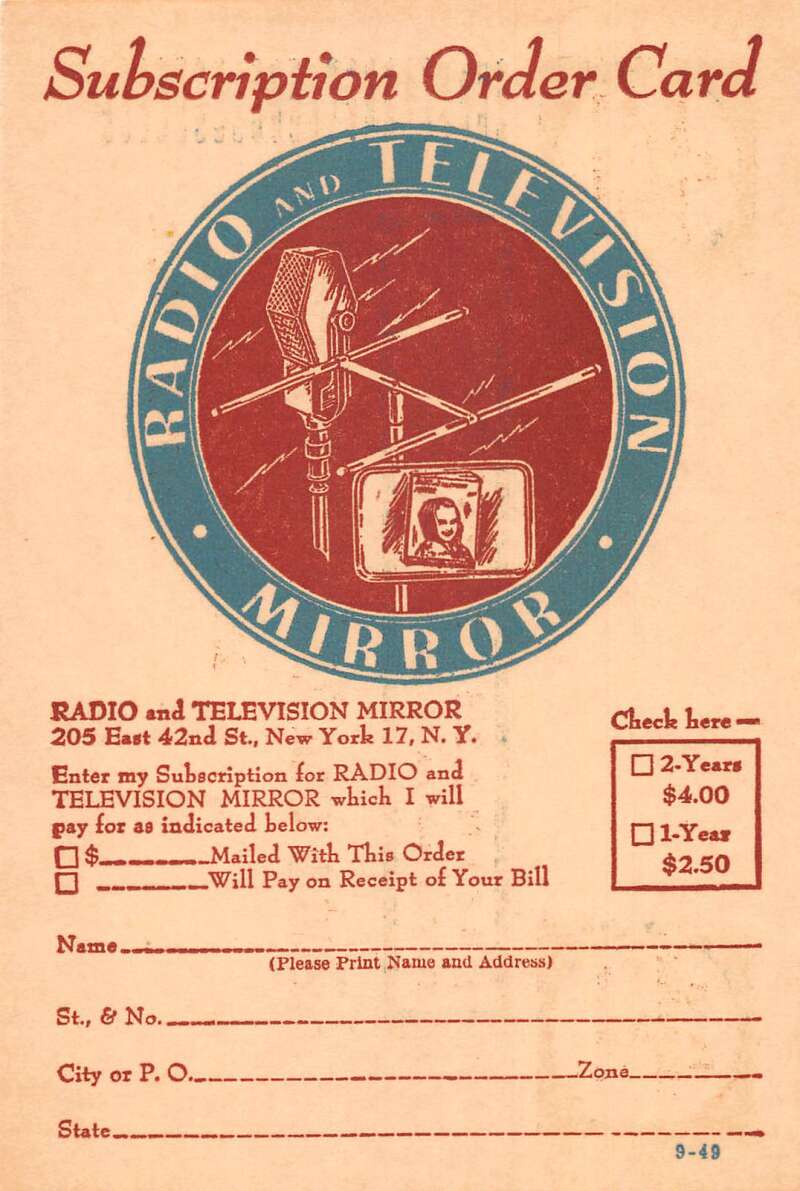 Subscription Order Card
RADIO AND TELEVISION
MIRROR
RADIO and TELEVISION MIRROR
205 East 42nd St., New York 17, N. Y.
Enter my Subscription for RADIO and
TELEVISION MIRROR which I will
pay for as indicated below:
$ Mailed With This Order
Will Pay on Receipt of Your Bill
Check here
2-Years
$4.00
1-Year
$2.50
Name
(Please Print Name and Address)
St., & No.
City or P. O. Zone
State
9-49